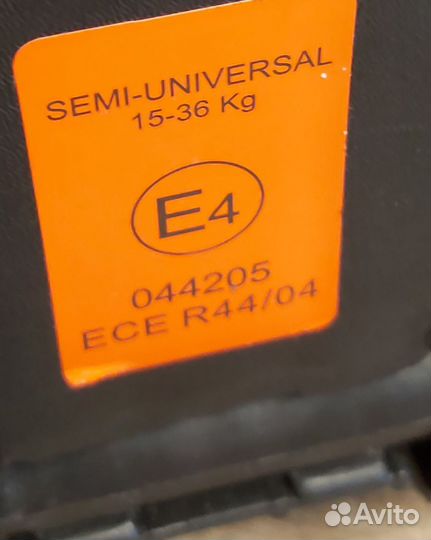 SEMI-UNIVERSAL
15-36 Kg
E4
044205
ECE R44/04
Avito